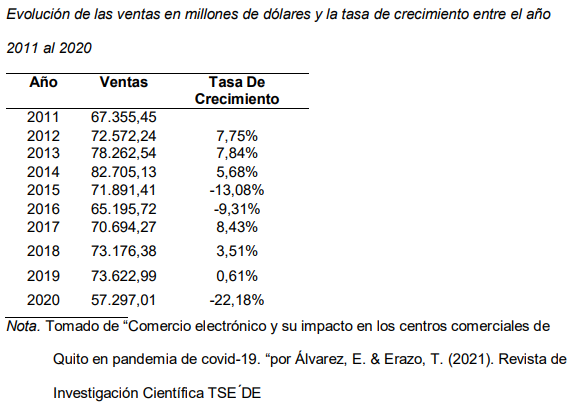 Evolución de las ventas en millones de dólares y la tasa de crecimiento entre el año
2011 al 2020
Año Ventas Tasa De
Crecimiento
2011 67.355,45
2012 72.572,24 7,75%
2013 78.262,54 7,84%
2014 82.705,13 5,68%
2015 71.891,41 -13,08%
2016 65.195,72 -9,31%
2017 70.694,27 8,43%
2018 73.176,38 3,51%
2019 73.622,99 0,61%
2020 57.297,01 -22,18%
Nota. Tomado de “Comercio electrónico y su impacto en los centros comerciales de
Quito en pandemia de covid-19. “por Álvarez, E. & Erazo, T. (2021). Revista de
Investigación Científica TSE´DE